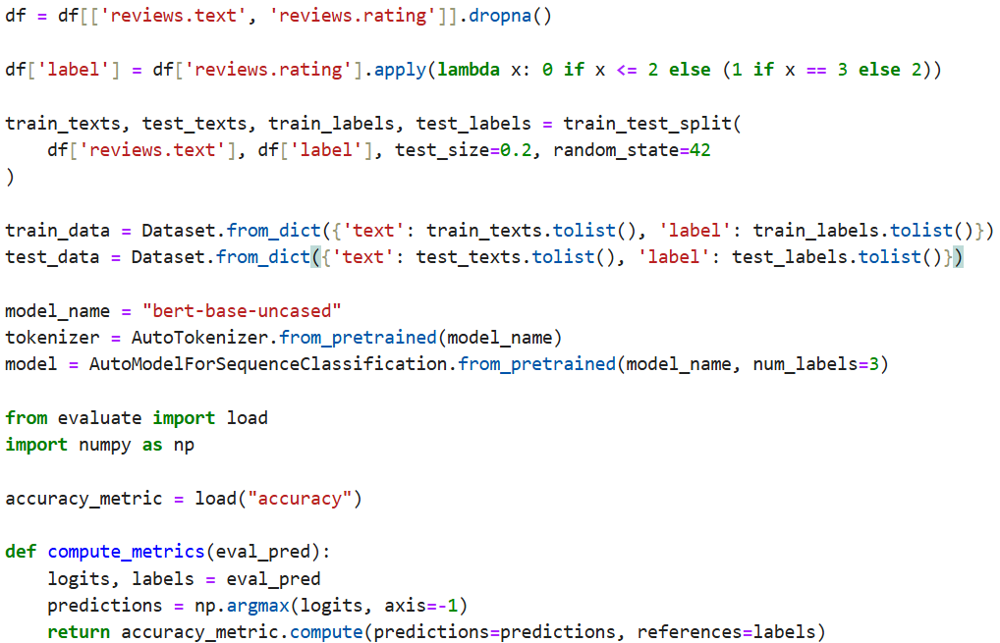 df = df[['reviews.text', 'reviews.rating']].dropna()
df['label'] = df['reviews.rating'].apply(lambda x: 0 if x <= 2 else (1 if x == 3 else 2))
train_texts, test_texts, train_labels, test_labels = train_test_split(
    df['reviews.text'], df['label'], test_size=0.2, random_state=42
)
train_data = Dataset.from_dict({'text': train_texts.tolist(), 'label': train_labels.tolist()})
test_data = Dataset.from_dict({'text': test_texts.tolist(), 'label': test_labels.tolist()})
model_name = "bert-base-uncased"
tokenizer = AutoTokenizer.from_pretrained(model_name)
model = AutoModelForSequenceClassification.from_pretrained(model_name, num_labels=3)
from evaluate import load
import numpy as np
accuracy_metric = load("accuracy")
def compute_metrics(eval_pred):
    logits, labels = eval_pred
    predictions = np.argmax(logits, axis=-1)
    return accuracy_metric.compute(predictions=predictions, references=labels)